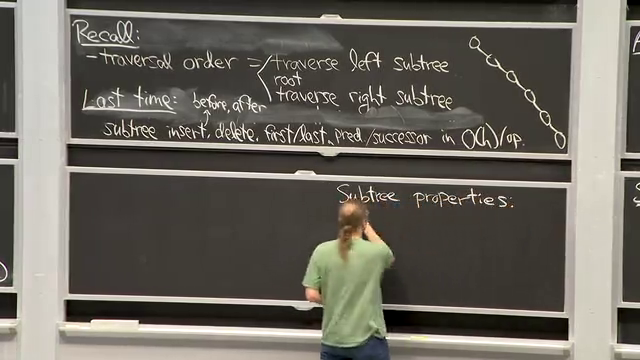 Recall:
- traversal order = traverse left subtree
root
traverse right subtree
Last time: before, after
subtree insert, delete, first/last, pred./successor in O(h)/op.
Subtree properties: